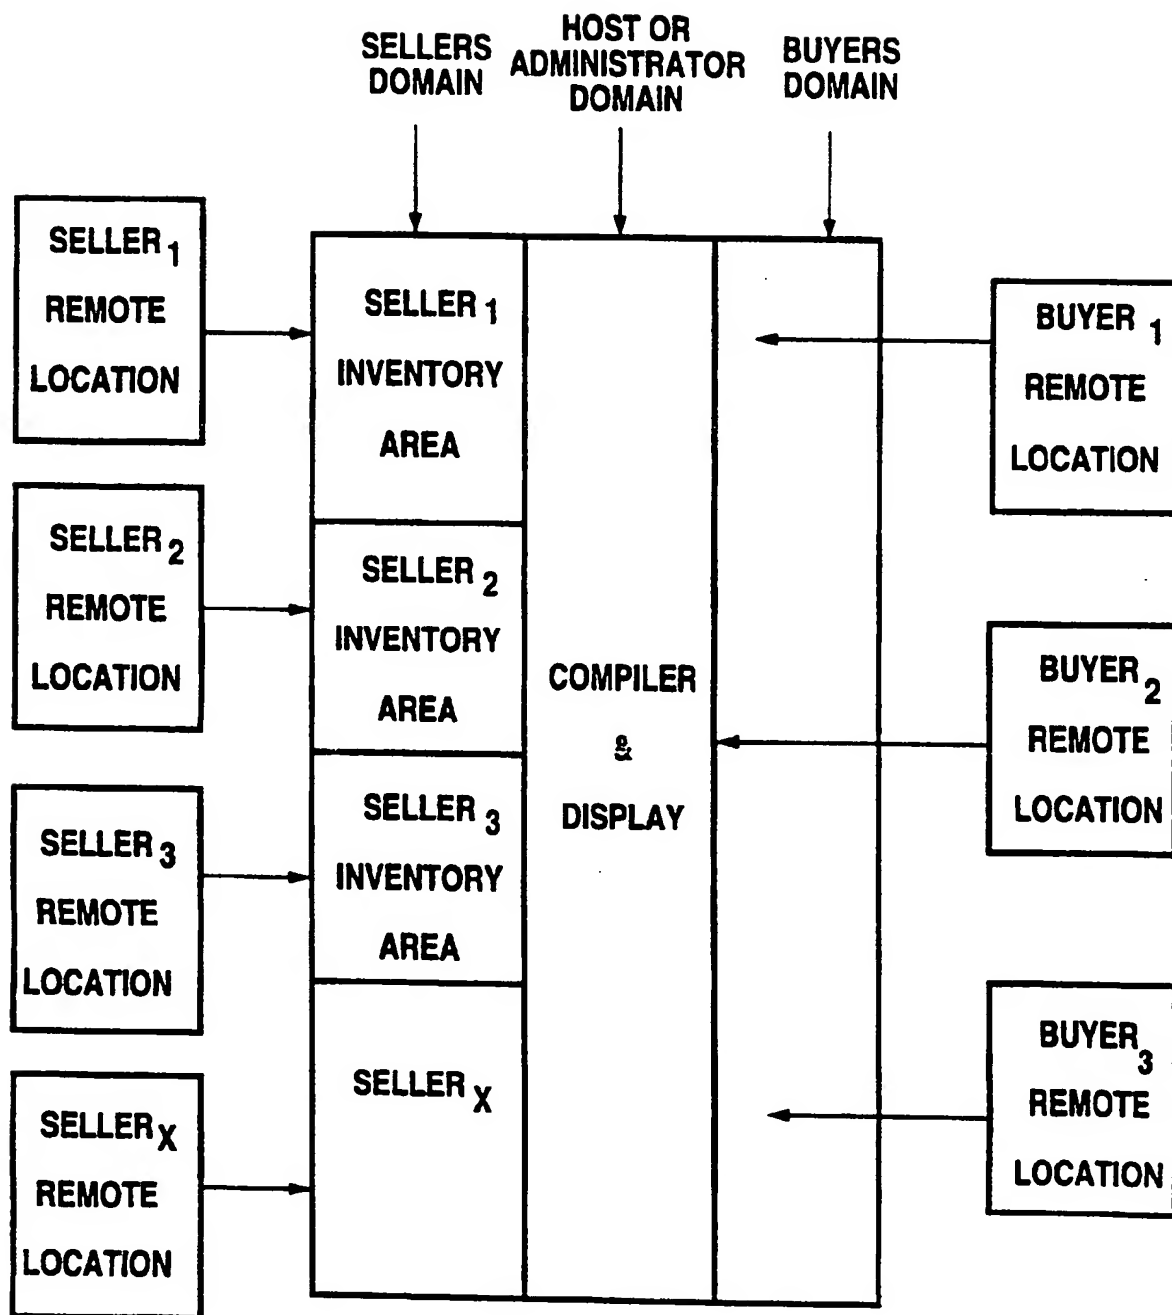 SELLERS
DOMAIN
HOST OR
ADMINISTRATOR
DOMAIN
BUYERS
DOMAIN
SELLER 1
REMOTE
LOCATION
SELLER 2
REMOTE
LOCATION
SELLER 3
REMOTE
LOCATION
SELLER X
REMOTE
LOCATION
SELLER 1
INVENTORY
AREA
SELLER 2
INVENTORY
AREA
SELLER 3
INVENTORY
AREA
SELLER X
COMPILER
&
DISPLAY
BUYER 1
REMOTE
LOCATION
BUYER 2
REMOTE
LOCATION
BUYER 3
REMOTE
LOCATION